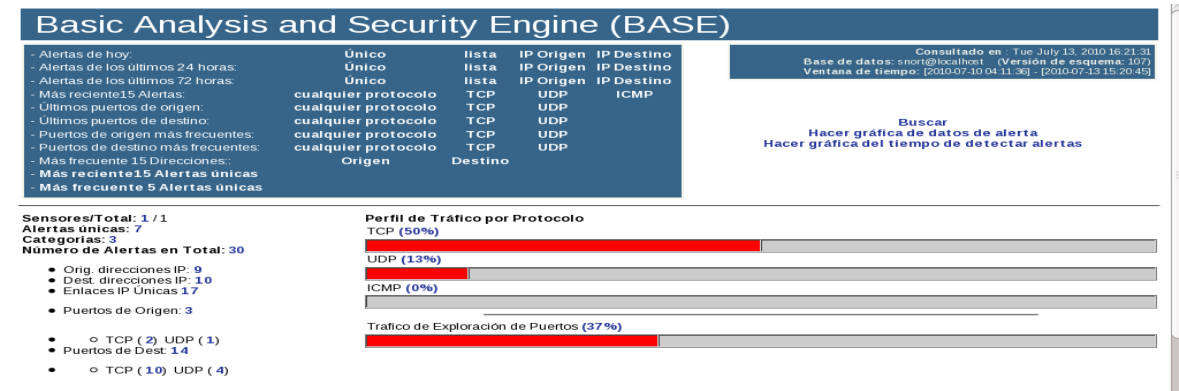 Basic Analysis and Security Engine (BASE)
- Alertas de hoy: Único lista IP Origen IP Destino
- Alertas de los últimos 24 horas: Único lista IP Origen IP Destino
- Alertas de los últimos 72 horas: Único lista IP Origen IP Destino
- Más reciente15 Alertas: cualquier protocolo TCP UDP ICMP
- Últimos puertos de origen: cualquier protocolo TCP UDP
- Últimos puertos de destino: cualquier protocolo TCP UDP
- Puertos de origen más frecuentes: cualquier protocolo TCP UDP
- Puertos de destino más frecuentes: cualquier protocolo TCP UDP
- Más frecuente 15 Direcciones:: Origen Destino
- Más reciente15 Alertas únicas
- Más frecuente 5 Alertas únicas
Consultado en : Tue July 13, 2010 16:21:31
Base de datos: snort@localhost (Versión de esquema: 107)
Ventana de tiempo: [2010-07-10 04:11:36] - [2010-07-13 15:20:45]
Buscar
Hacer gráfica de datos de alerta
Hacer gráfica del tiempo de detectar alertas
Sensores/Total: 1 / 1
Alertas únicas: 7
Categorias: 3
Número de Alertas en Total: 30
Orig. direcciones IP: 9
Dest. direcciones IP: 10
Enlaces IP Únicas 17
Puertos de Origen: 3
TCP ( 2) UDP ( 1)
Puertos de Dest: 14
TCP ( 10) UDP ( 4)
Perfil de Tráfico por Protocolo
TCP (50%)
UDP (13%)
ICMP (0%)
Trafico de Exploración de Puertos (37%)